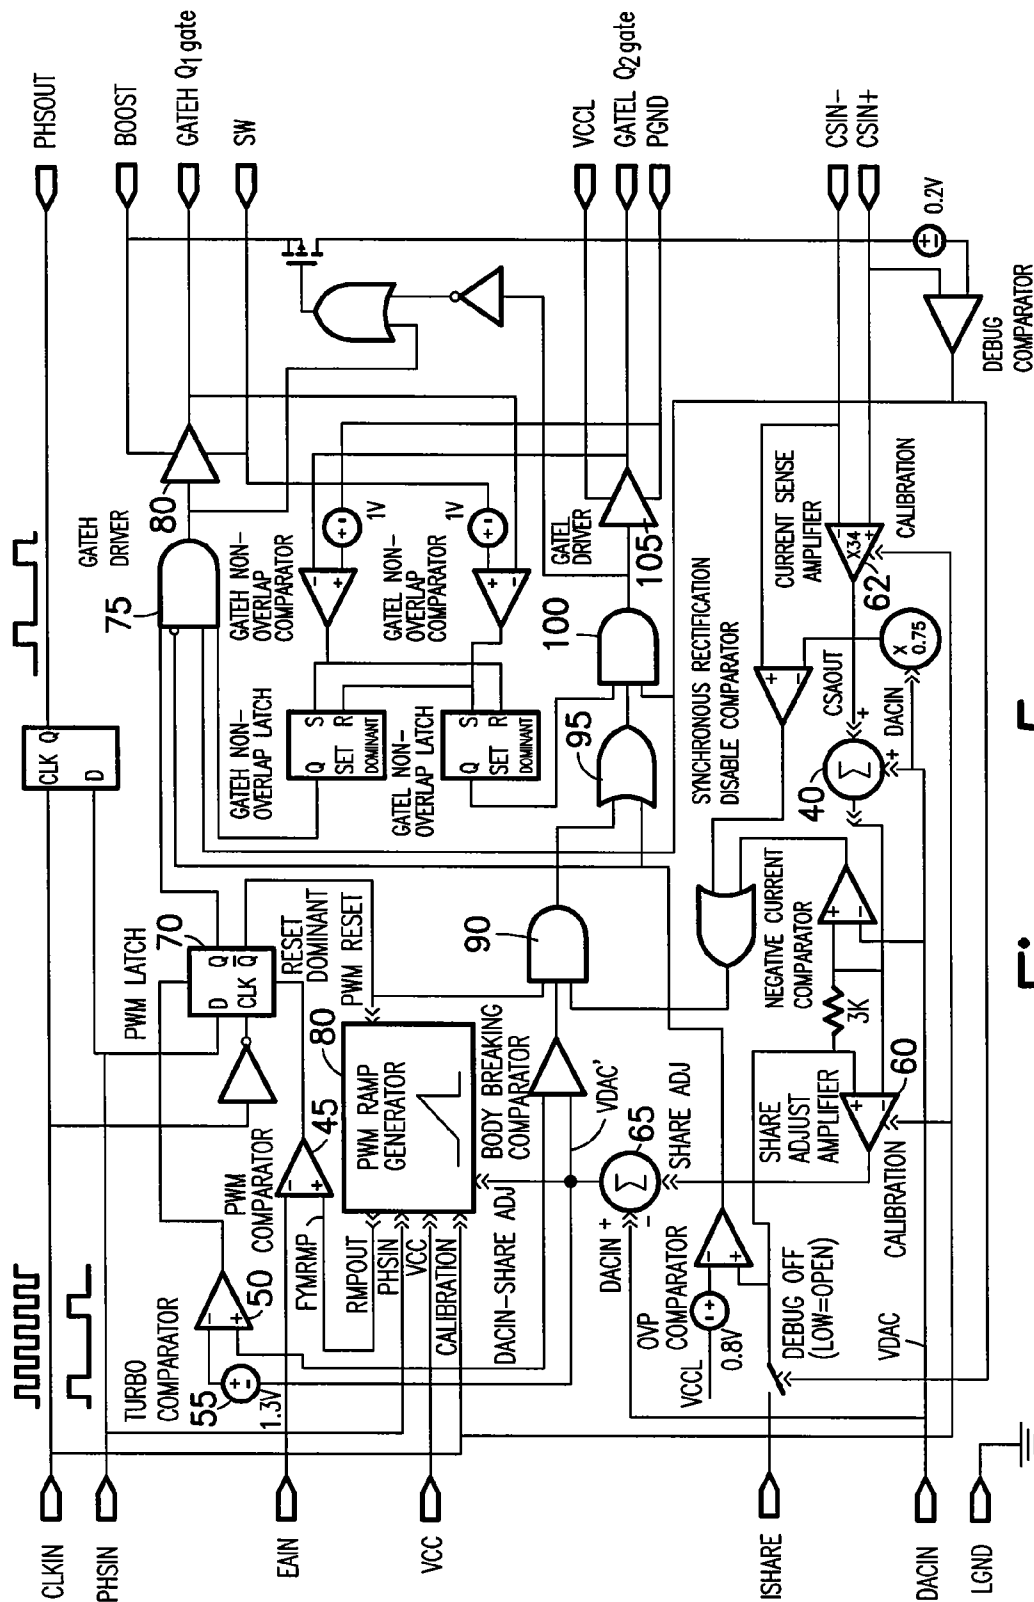 CLKIN
PHSIN
EAIN
VCC
ISHARE
DACIN
LGND
PHSOUT
BOOST
GATEH Q1 gate
SW
VCCL
GATEL Q2 gate
PGND
CSIN-
CSIN+
CLK Q
D
TURBO
COMPARATOR
50
- +
55
+ -
1.3V
PWM
COMPARATOR
45
- +
PWM LATCH
70
D Q
CLK Q
RESET
DOMINANT
PWM RESET
80
PWM RAMP
GENERATOR
FYMRMP
RMPOUT
PHSIN
VCC
CALIBRATION
DACIN-SHARE ADJ
BODY BREAKING
COMPARATOR
VDAC'
90
65
Σ
DACIN +
-
SHARE ADJ
OVP
COMPARATOR
- +
VCCL
- +
0.8V
DEBUG OFF
(LOW=OPEN)
VDAC
SHARE
ADJUST
AMPLIFIER
+ -
60
CALIBRATION
3K
NEGATIVE CURRENT
COMPARATOR
+ -
75
GATEH
DRIVER
80
GATEH NON-
OVERLAP LATCH
Q S
SET R
DOMINANT
GATEL NON-
OVERLAP LATCH
Q S
SET R
DOMINANT
GATEH NON-
OVERLAP
COMPARATOR
- +
+ -
1V
GATEL NON-
OVERLAP
COMPARATOR
+ -
+ -
1V
95
100
GATEL
DRIVER
105
SYNCHRONOUS RECTIFICATION
DISABLE COMPARATOR
+ -
40
Σ
+
CSAOUT
+
DACIN
X
0.75
CURRENT SENSE
AMPLIFIER
- +
X34
62
CALIBRATION
+ -
0.2V
DEBUG
COMPARATOR